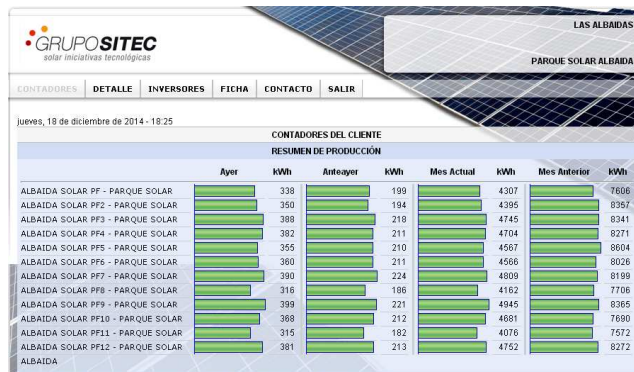 LAS ALBAIDAS
GRUPOSITEC
solar iniciativas tecnológicas
PARQUE SOLAR ALBAIDA
CONTADORES DETALLE INVERSORES FICHA CONTACTO SALIR
jueves, 18 de diciembre de 2014 - 18:25
CONTADORES DEL CLIENTE
RESUMEN DE PRODUCCIÓN
Ayer kWh Anteayer kWh Mes Actual kWh Mes Anterior kWh
ALBAIDA SOLAR PF - PARQUE SOLAR 338 199 4307 7606
ALBAIDA SOLAR PF2 - PARQUE SOLAR 350 194 4395 8357
ALBAIDA SOLAR PF3 - PARQUE SOLAR 388 218 4745 8341
ALBAIDA SOLAR PF4 - PARQUE SOLAR 382 211 4704 8271
ALBAIDA SOLAR PF5 - PARQUE SOLAR 355 210 4567 8604
ALBAIDA SOLAR PF6 - PARQUE SOLAR 360 211 4566 8026
ALBAIDA SOLAR PF7 - PARQUE SOLAR 390 224 4809 8199
ALBAIDA SOLAR PF8 - PARQUE SOLAR 316 186 4162 7706
ALBAIDA SOLAR PF9 - PARQUE SOLAR 399 221 4945 8365
ALBAIDA SOLAR PF10 - PARQUE SOLAR 368 212 4681 7690
ALBAIDA SOLAR PF11 - PARQUE SOLAR 315 182 4076 7572
ALBAIDA SOLAR PF12 - PARQUE SOLAR 381 213 4752 8272
ALBAIDA